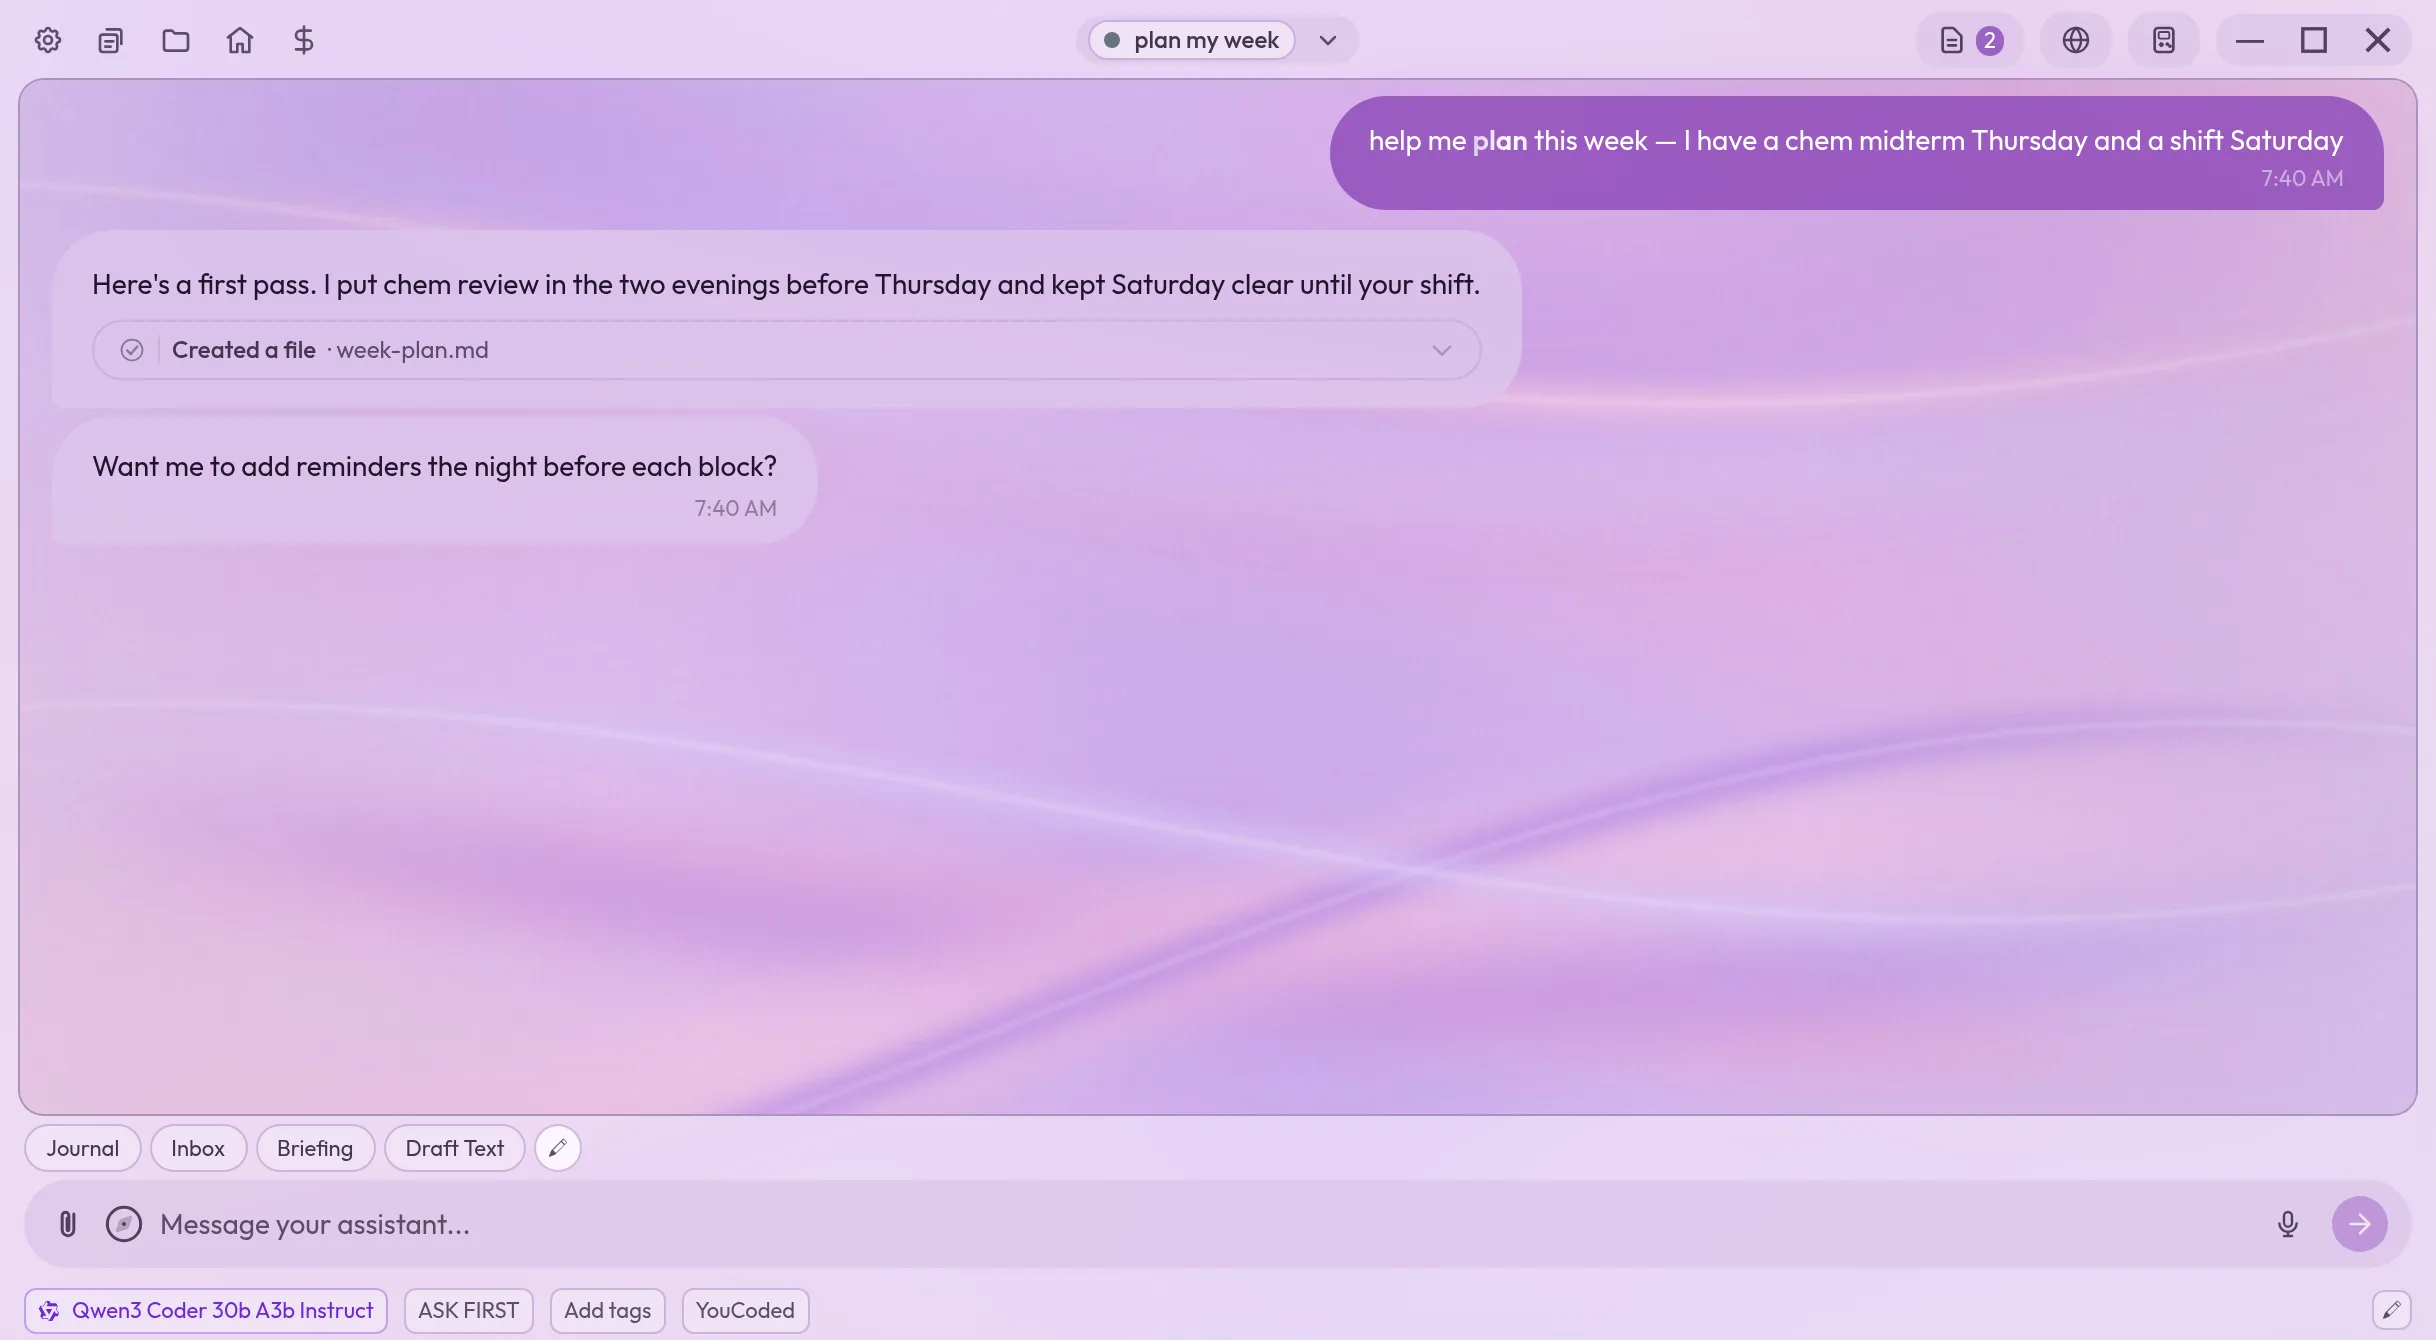 plan my week
2
help me plan this week — I have a chem midterm Thursday and a shift Saturday
7:40 AM
Here's a first pass. I put chem review in the two evenings before Thursday and kept Saturday clear until your shift.
Created a file · week-plan.md
Want me to add reminders the night before each block?
7:40 AM
Journal Inbox Briefing Draft Text
Message your assistant...
Qwen3 Coder 30b A3b Instruct ASK FIRST Add tags YouCoded